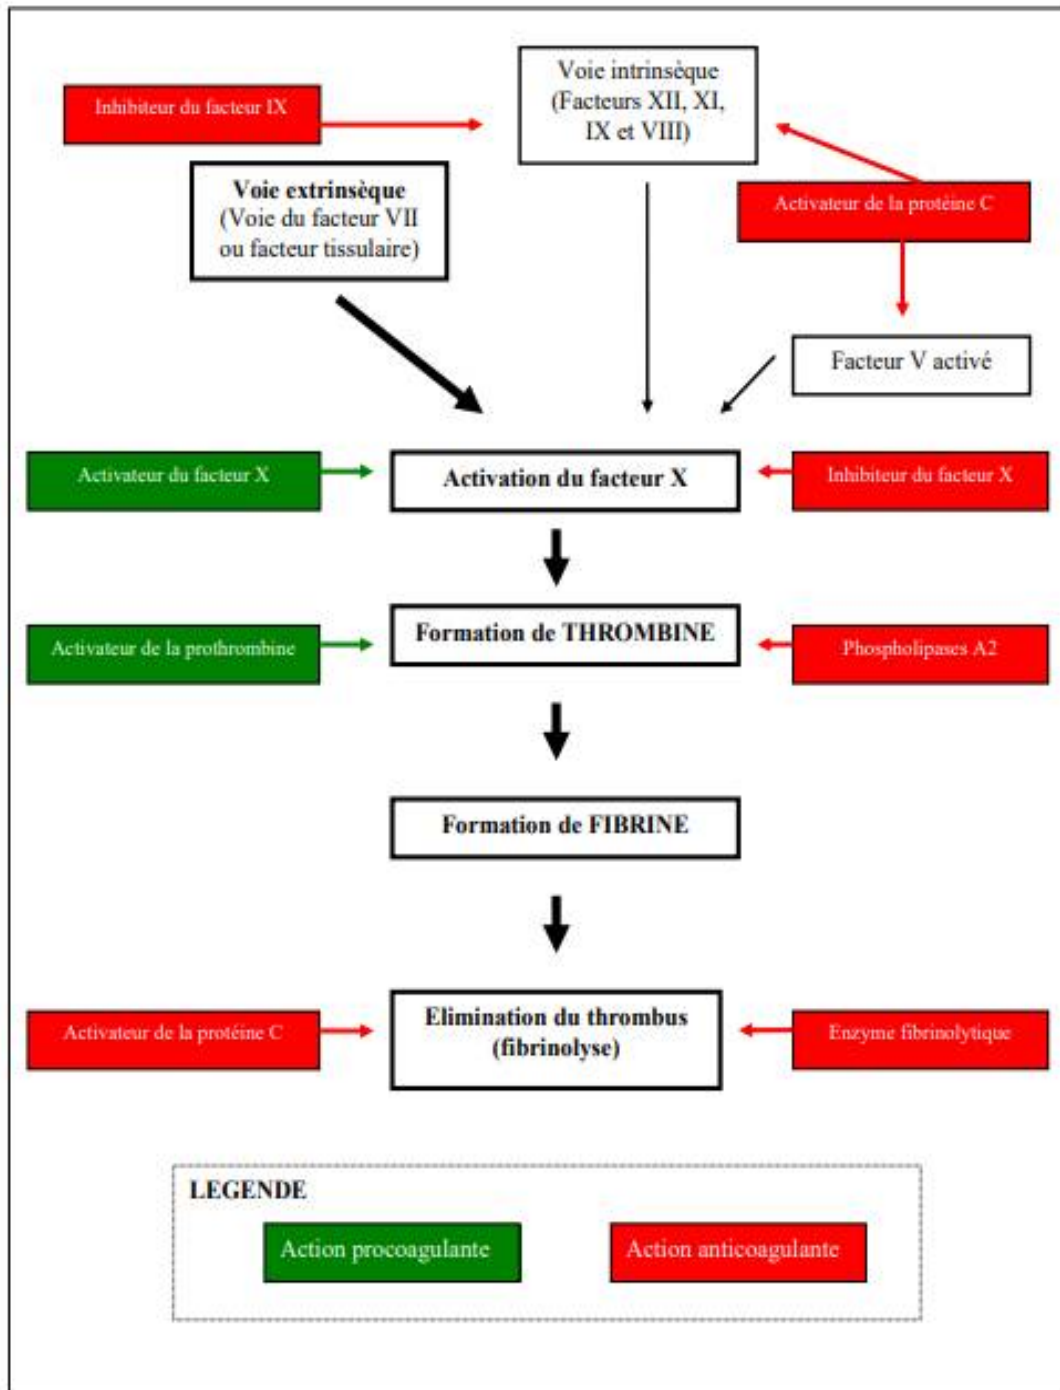 Voie intrinsèque
(Facteurs XII, XI,
IX et VIII)
Inhibiteur du facteur IX
Voie extrinsèque
(Voie du facteur VII
ou facteur tissulaire)
Activateur de la protéine C
Facteur V activé
Activateur du facteur X
Activation du facteur X
Inhibiteur du facteur X
Activateur de la prothrombine
Formation de THROMBINE
Phospholipases A2
Formation de FIBRINE
Activateur de la protéine C
Elimination du thrombus
(fibrinolyse)
Enzyme fibrinolytique
LEGENDE
Action procoagulante
Action anticoagulante